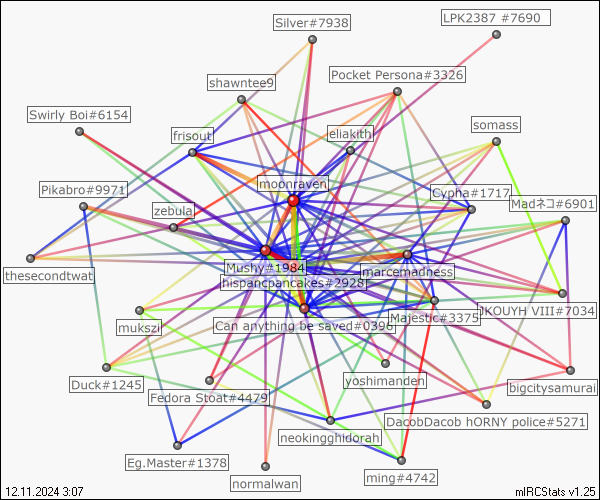 LPK2387 #7690
Silver#7938
Pocket Persona#3326
shawntee9
Swirly Boi#6154
somass
frisout
eliakith
moonraven
Pikabro#9971
Cypha#1717
Madネコ#6901
zebula
Mushy#1984
marcemadness
thesecondtwat
hispancpancakes#2928
JKOUYH VIII#7034
mukszi
Can anything be saved#0396
Majestic#3375
Duck#1245
yoshimanden
bigcitysamurai
Fedora Stoat#4479
DacobDacob hORNY police#5271
neokingghidorah
Eg.Master#1378
ming#4742
normalwan
12.11.2024 3:07
mIRCStats v1.25